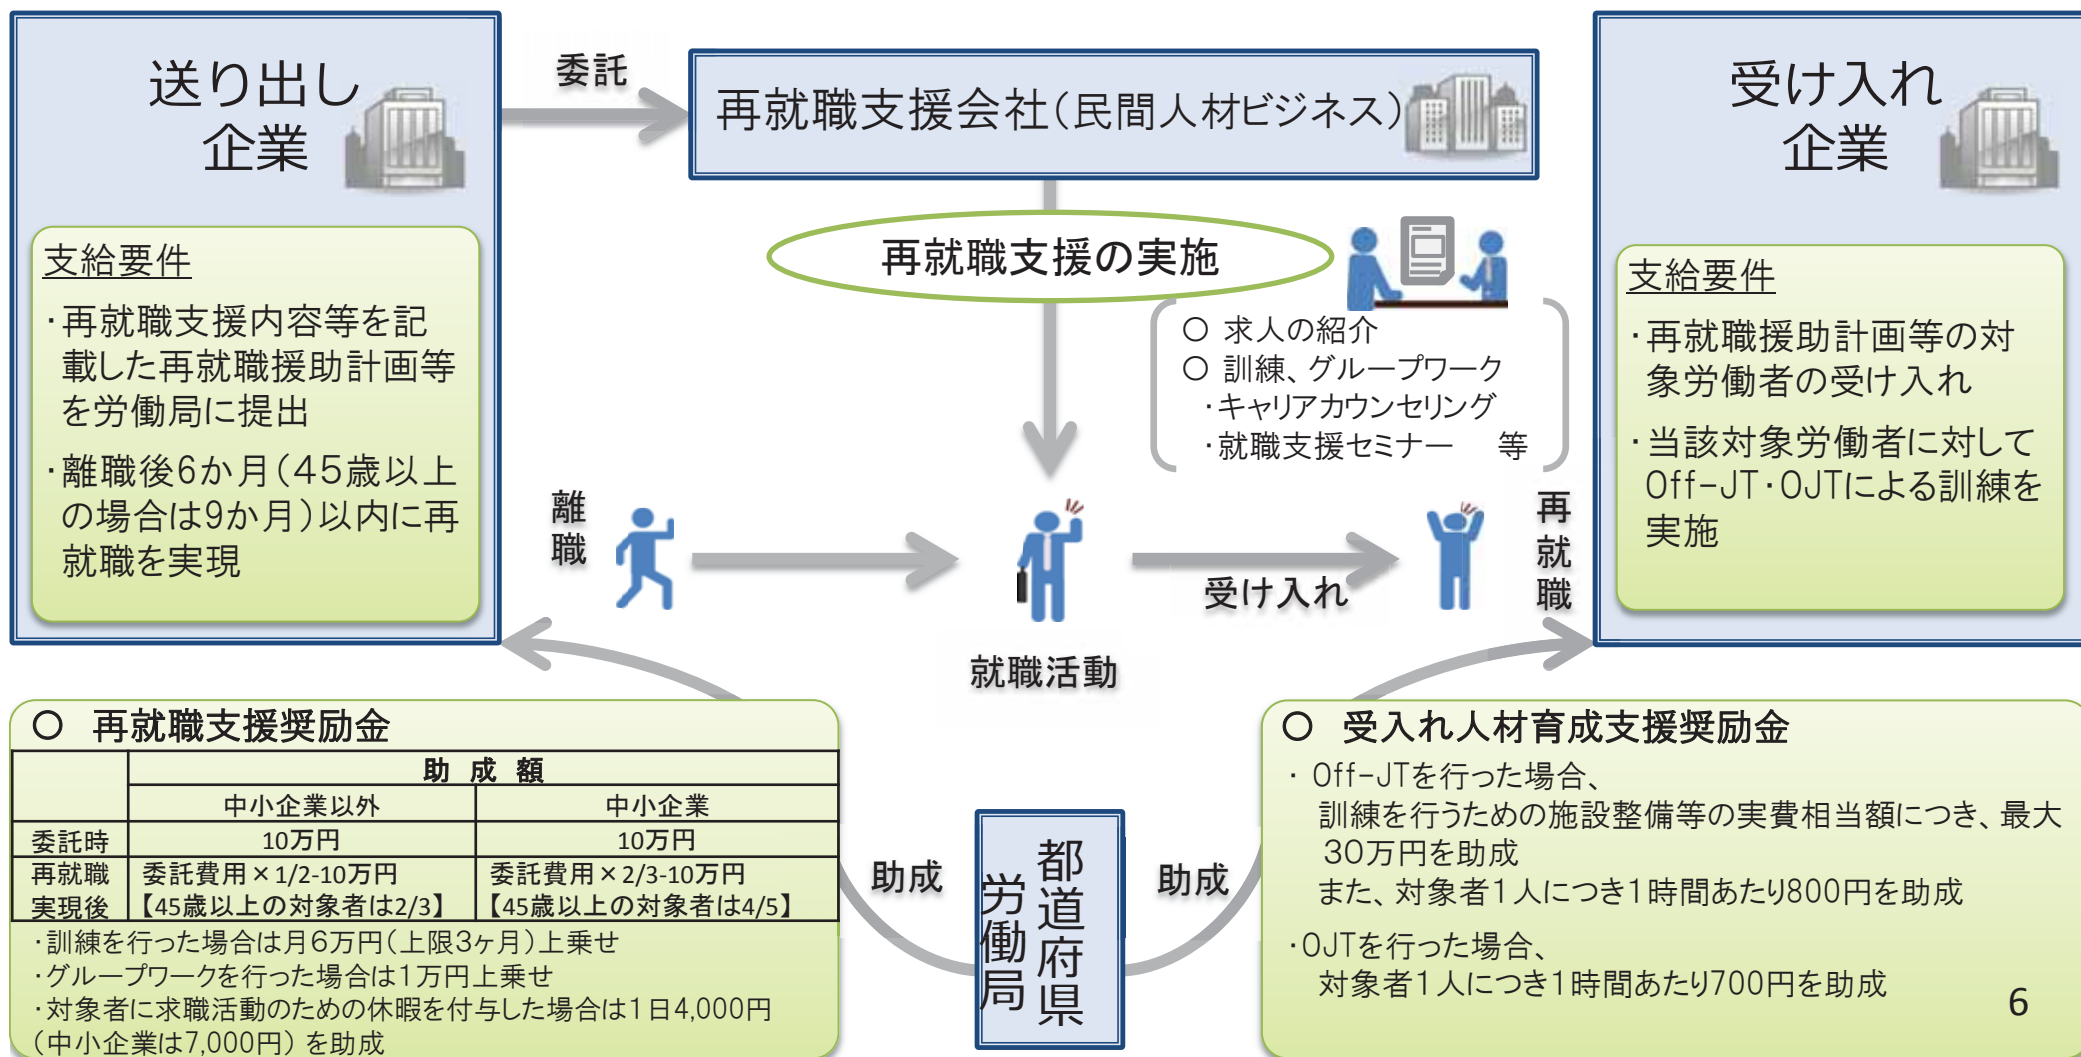 送り出し
企業
支給要件
・再就職支援内容等を記
載した再就職援助計画等
を労働局に提出
・離職後6か月(45歳以上
の場合は9か月)以内に再
就職を実現
委託
再就職支援会社(民間人材ビジネス)
再就職支援の実施
○ 求人の紹介
○ 訓練、グループワーク
・キャリアカウンセリング
・就職支援セミナー 等
離職
就職活動
受け入れ
再就職
受け入れ
企業
支給要件
・再就職援助計画等の対
象労働者の受け入れ
・当該対象労働者に対して
Off-JT・OJTによる訓練を
実施
○ 再就職支援奨励金
助 成 額
中小企業以外 中小企業
委託時 10万円 10万円
再就職 委託費用×1/2-10万円 委託費用×2/3-10万円
実現後 【45歳以上の対象者は2/3】 【45歳以上の対象者は4/5】
・訓練を行った場合は月6万円(上限3ヶ月)上乗せ
・グループワークを行った場合は1万円上乗せ
・対象者に求職活動のための休暇を付与した場合は1日4,000円
(中小企業は7,000円) を助成
助成
都道府県
労働局
助成
○ 受入れ人材育成支援奨励金
・ Off-JTを行った場合、
訓練を行うための施設整備等の実費相当額につき、最大
30万円を助成
また、対象者1人につき1時間あたり800円を助成
・OJTを行った場合、
対象者1人につき1時間あたり700円を助成
6